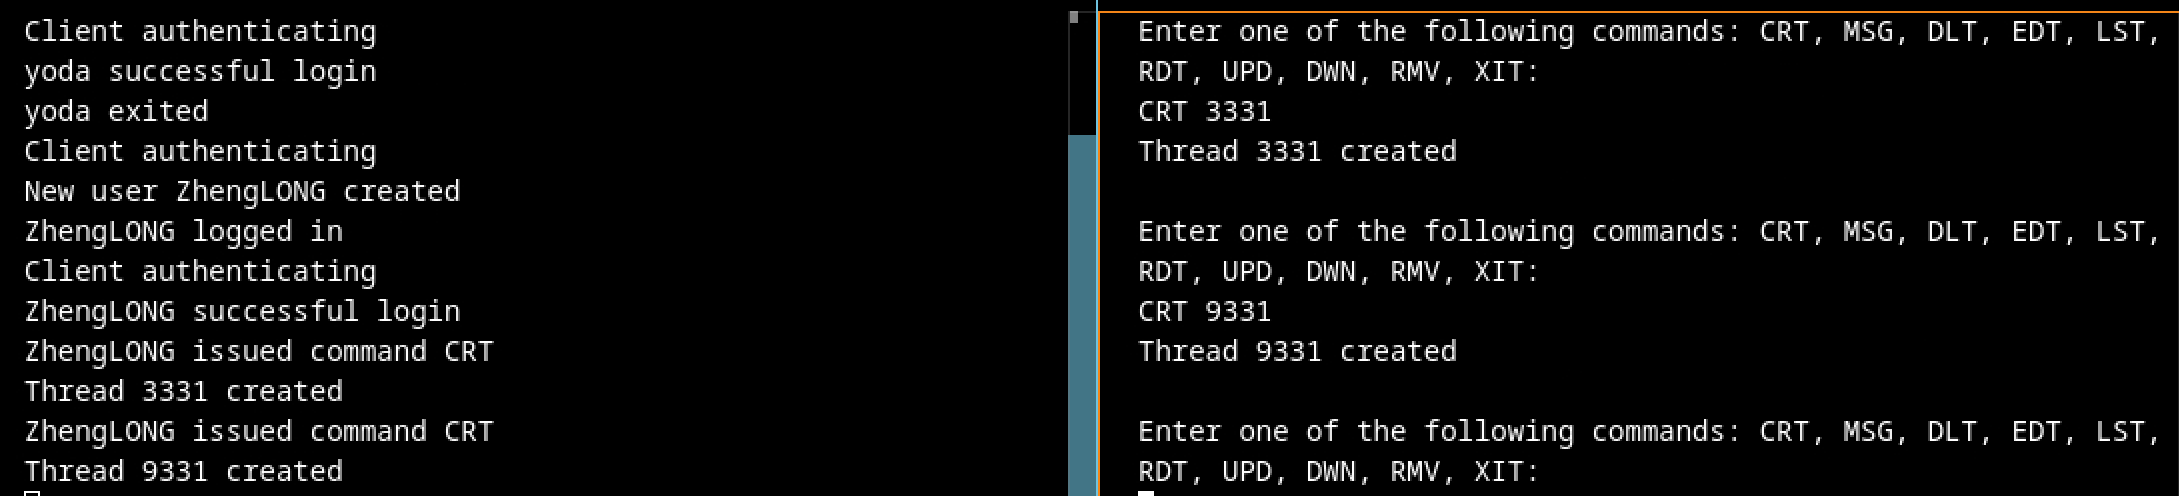 Client authenticating
yoda successful login
yoda exited
Client authenticating
New user ZhengLONG created
ZhengLONG logged in
Client authenticating
ZhengLONG successful login
ZhengLONG issued command CRT
Thread 3331 created
ZhengLONG issued command CRT
Thread 9331 created
Enter one of the following commands: CRT, MSG, DLT, EDT, LST,
RDT, UPD, DWN, RMV, XIT:
CRT 3331
Thread 3331 created
Enter one of the following commands: CRT, MSG, DLT, EDT, LST,
RDT, UPD, DWN, RMV, XIT:
CRT 9331
Thread 9331 created
Enter one of the following commands: CRT, MSG, DLT, EDT, LST,
RDT, UPD, DWN, RMV, XIT: